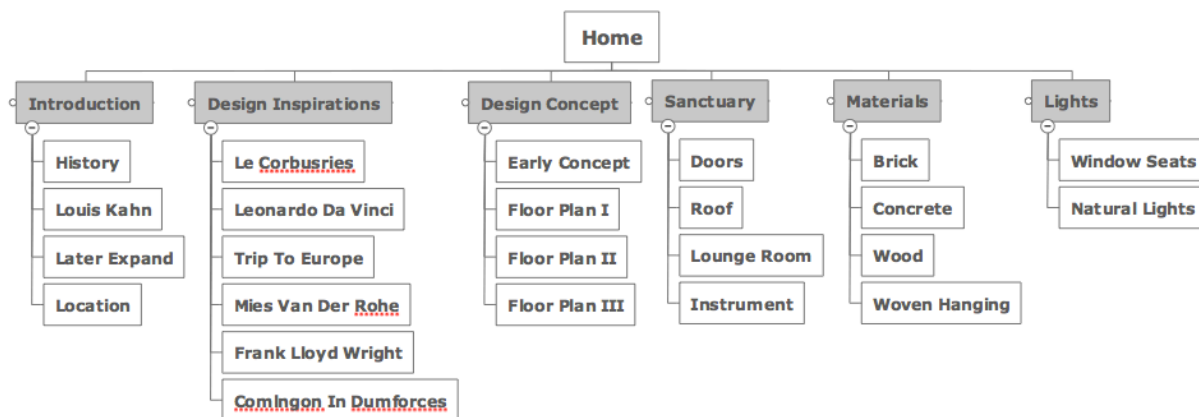 Home
Introduction
History
Louis Kahn
Later Expand
Location
Design Inspirations
Le Corbusries
Leonardo Da Vinci
Trip To Europe
Mies Van Der Rohe
Frank Lloyd Wright
Comlngon In Dumforces
Design Concept
Early Concept
Floor Plan I
Floor Plan II
Floor Plan III
Sanctuary
Doors
Roof
Lounge Room
Instrument
Materials
Brick
Concrete
Wood
Woven Hanging
Lights
Window Seats
Natural Lights